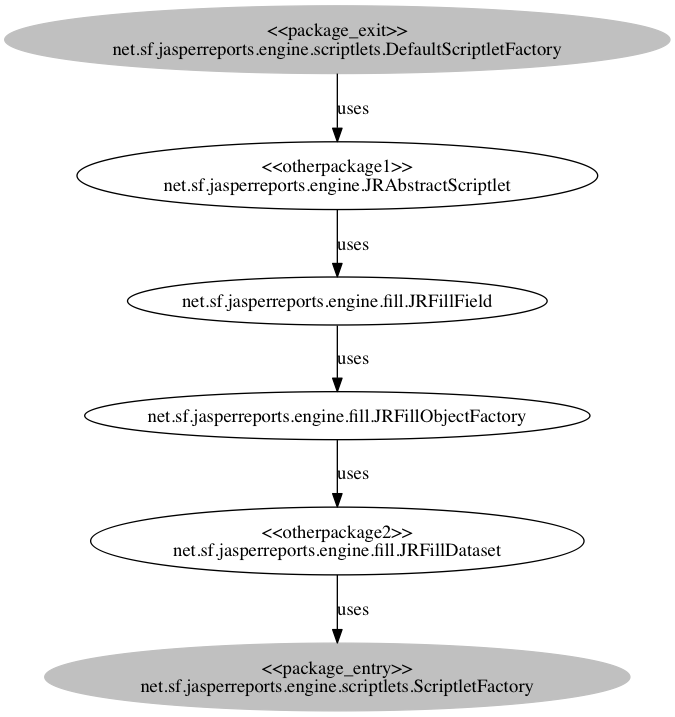 <<package_exit>>
net.sf.jasperreports.engine.scriptlets.DefaultScriptletFactory
uses
<<otherpackage1>>
net.sf.jasperreports.engine.JRAbstractScriptlet
uses
net.sf.jasperreports.engine.fill.JRFillField
uses
net.sf.jasperreports.engine.fill.JRFillObjectFactory
uses
<<otherpackage2>>
net.sf.jasperreports.engine.fill.JRFillDataset
uses
<<package_entry>>
net.sf.jasperreports.engine.scriptlets.ScriptletFactory